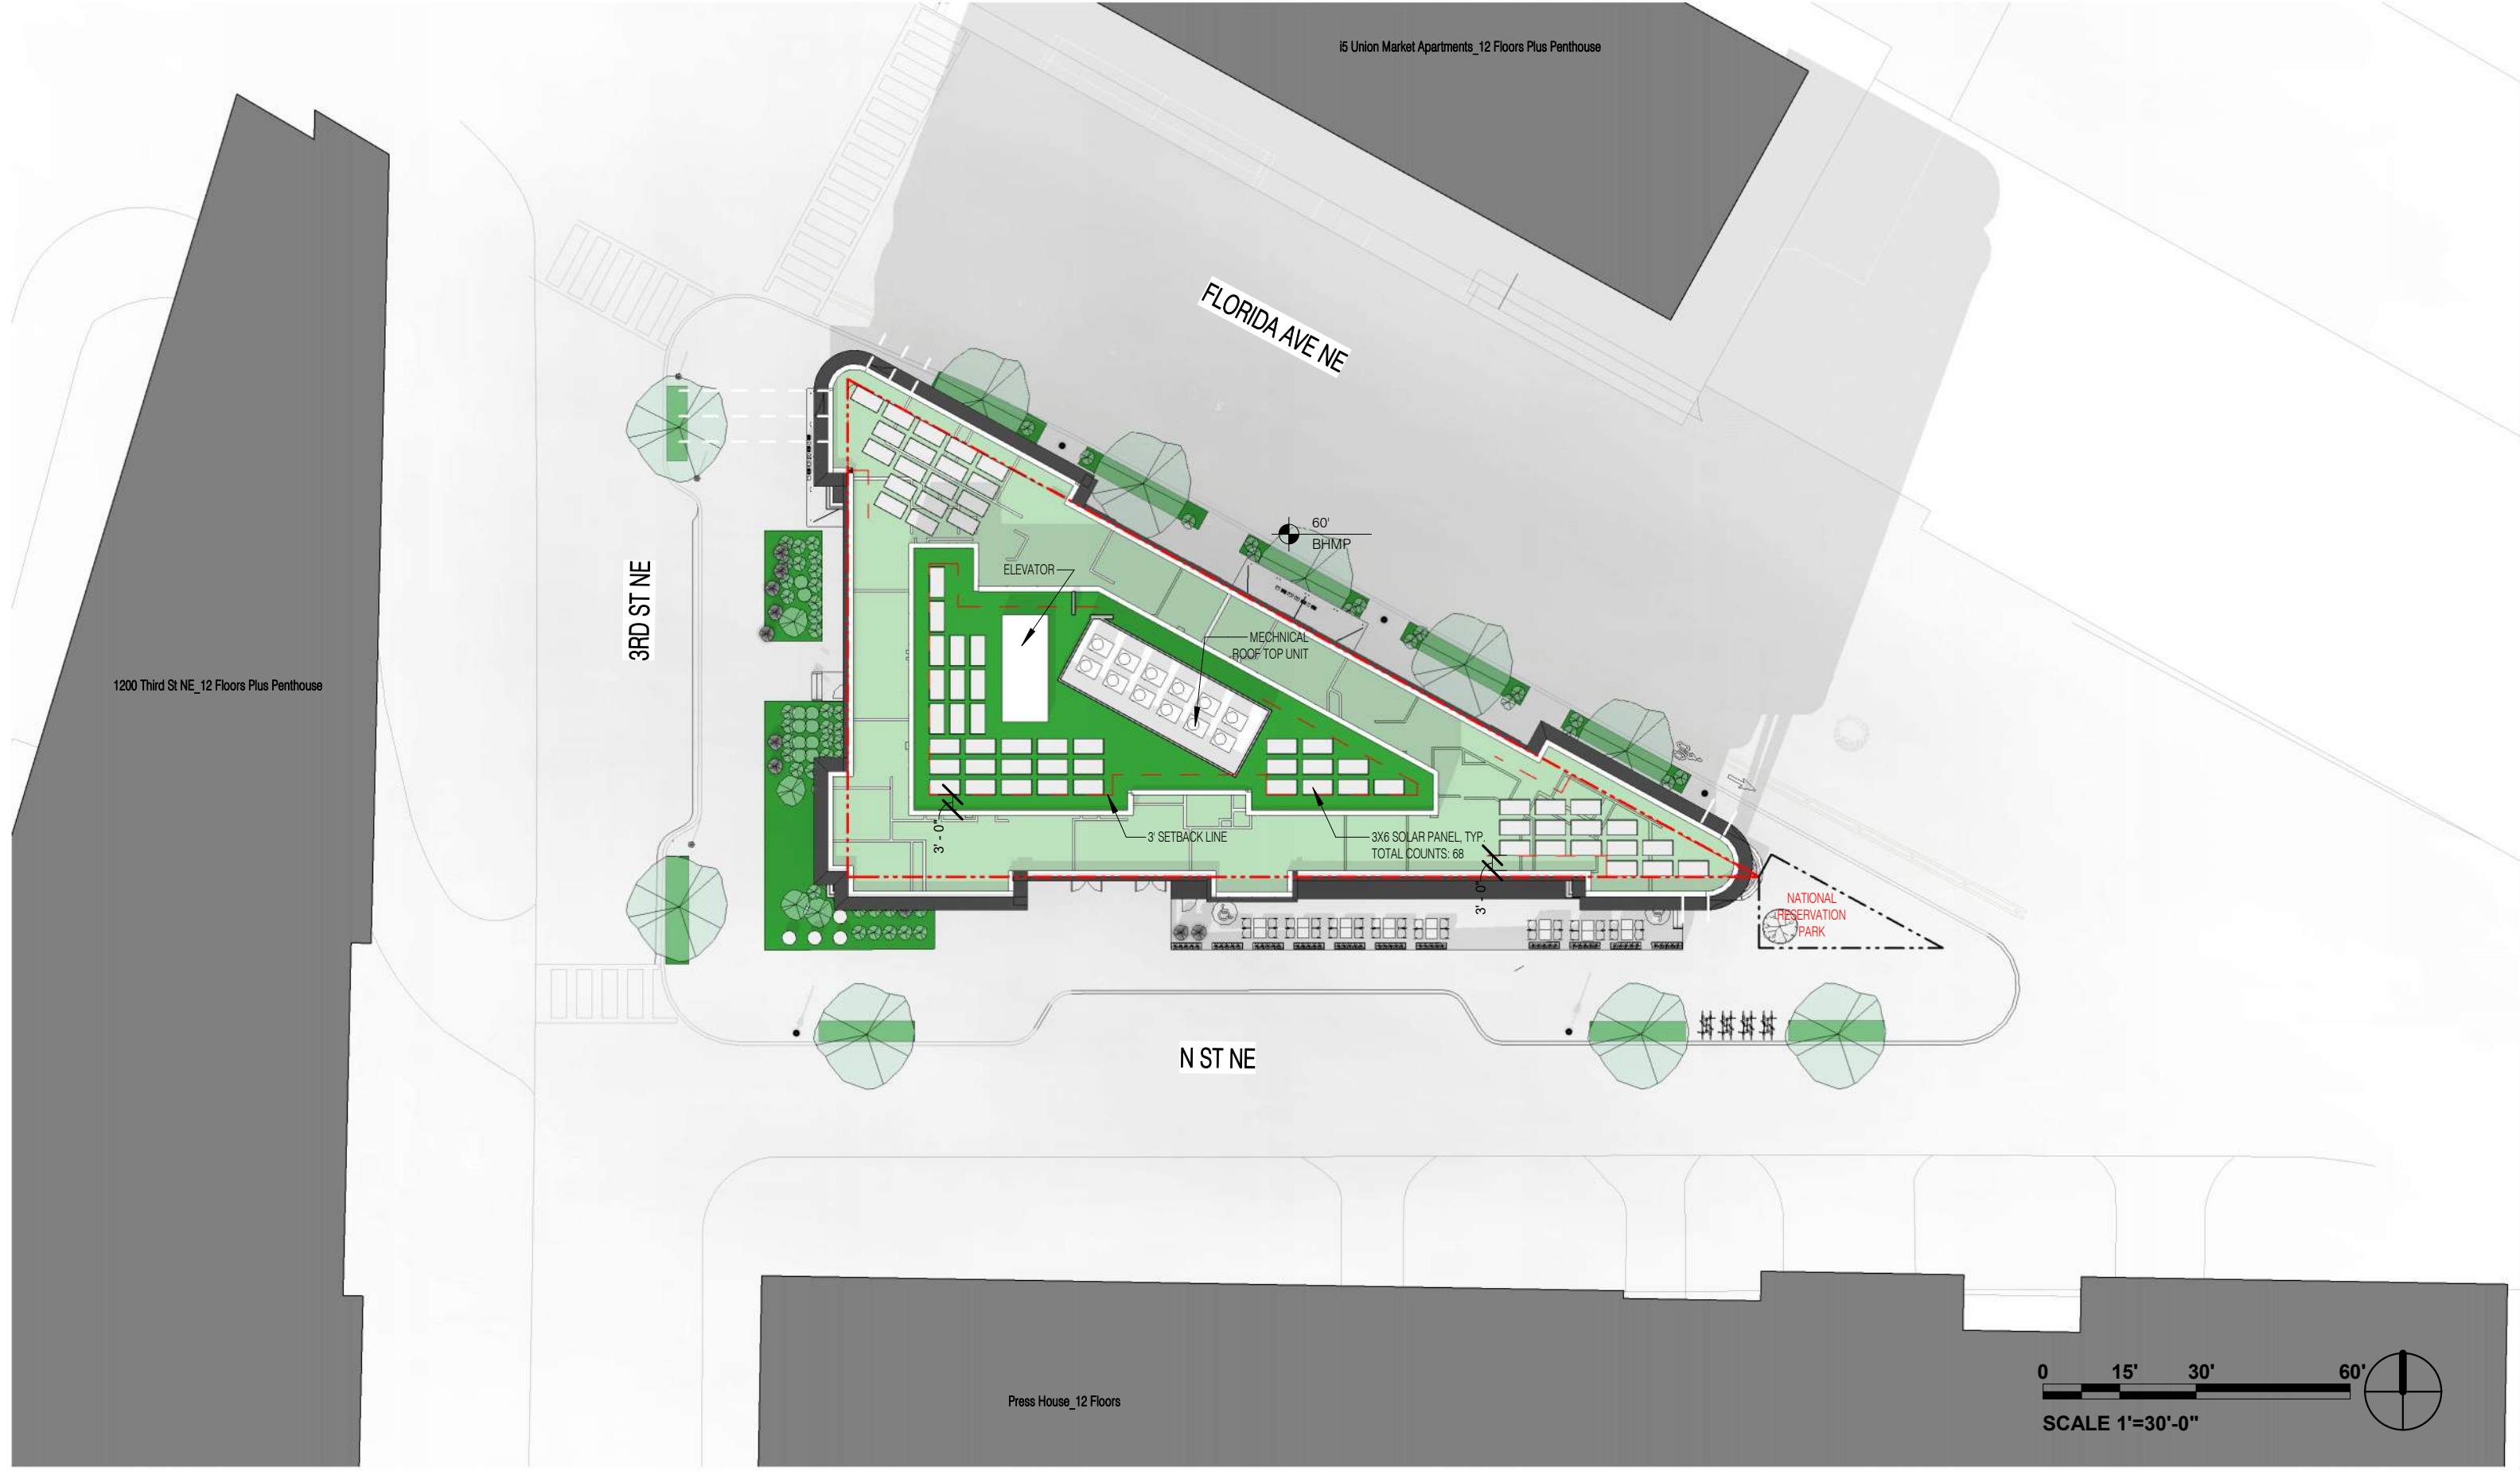 i5 Union Market Apartments_12 Floors Plus Penthouse
FLORIDA AVE NE
60'
BHMP
ELEVATOR
3RD ST NE
MECHNICAL
ROOF TOP UNIT
1200 Third St NE_12 Floors Plus Penthouse
3' SETBACK LINE
3' - 0"
3X6 SOLAR PANEL, TYP.
TOTAL COUNTS: 68
3' - 0"
NATIONAL
RESERVATION
PARK
N ST NE
Press House_12 Floors
0 15' 30' 60'
SCALE 1'=30'-0"